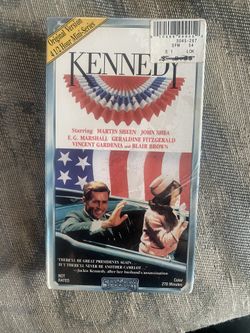 Original Version
4 1/2 Hour Mini-Series
KENNEDY
Starring MARTIN SHEEN JOHN SHEA
E.G. MARSHALL GERALDINE FITZGERALD
VINCENT GARDENIA and BLAIR BROWN
"THERE'LL BE GREAT PRESIDENTS AGAIN,
BUT THERE'LL NEVER BE ANOTHER CAMELOT..."
—Jackie Kennedy after her husband's assassination
NOT
RATED
Color
270 Minutes